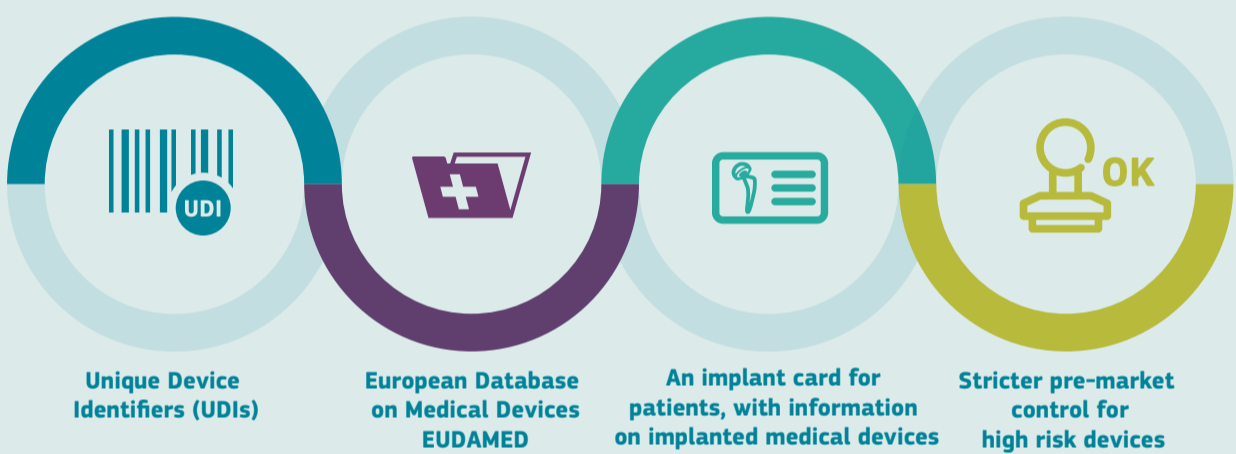 UDI
OK
Unique Device
Identifiers (UDIs)
European Database
on Medical Devices
EUDAMED
An implant card for
patients, with information
on implanted medical devices
Stricter pre-market
control for
high risk devices